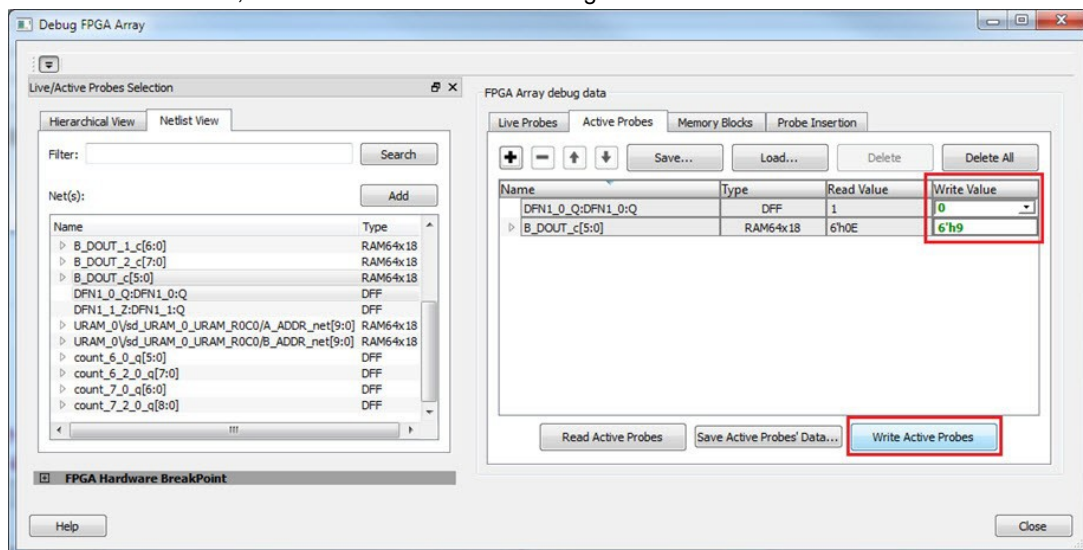 Debug FPGA Array
Live/Active Probes Selection
Hierarchical View Netlist View
Filter: Search
Net(s): Add
Name Type
B_DOUT_1_c[6:0] RAM64x18
B_DOUT_2_c[7:0] RAM64x18
B_DOUT_c[5:0] RAM64x18
DFN1_0_Q:DFN1_0:Q DFF
DFN1_1_Z:DFN1_1:Q DFF
URAM_0\/sd_URAM_0_URAM_R0C0/A_ADDR_net[9:0] RAM64x18
URAM_0\/sd_URAM_0_URAM_R0C0/B_ADDR_net[9:0] RAM64x18
count_6_0_q[5:0] DFF
count_6_2_0_q[7:0] DFF
count_7_0_q[6:0] DFF
count_7_2_0_q[8:0] DFF
FPGA Hardware BreakPoint
FPGA Array debug data
Live Probes Active Probes Memory Blocks Probe Insertion
Save... Load... Delete Delete All
Name Type Read Value Write Value
DFN1_0_Q:DFN1_0:Q DFF 1 0
B_DOUT_c[5:0] RAM64x18 6'h0E 6'h9
Read Active Probes Save Active Probes' Data... Write Active Probes
Help Close